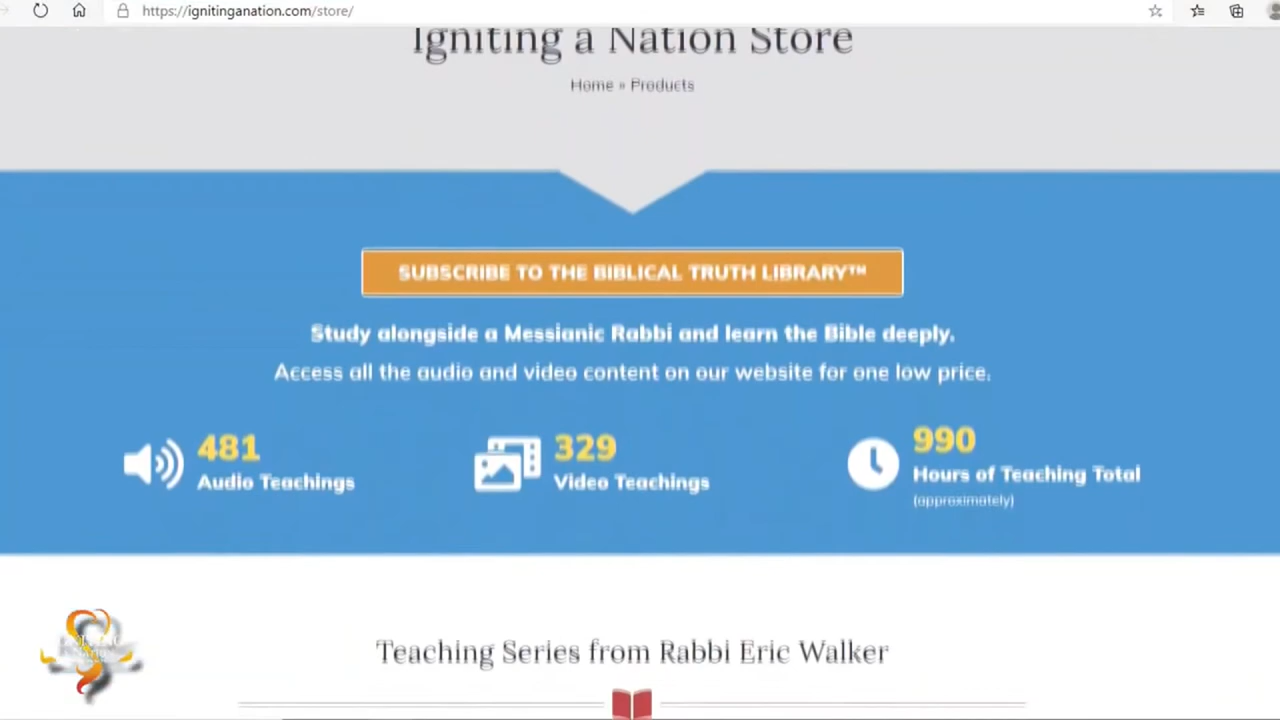 https://ignitinganation.com/store/
Igniting a Nation Store
Home » Products
SUBSCRIBE TO THE BIBLICAL TRUTH LIBRARY™
Study alongside a Messianic Rabbi and learn the Bible deeply.
Access all the audio and video content on our website for one low price.
481
Audio Teachings
329
Video Teachings
990
Hours of Teaching Total
(approximately)
Teaching Series from Rabbi Eric Walker